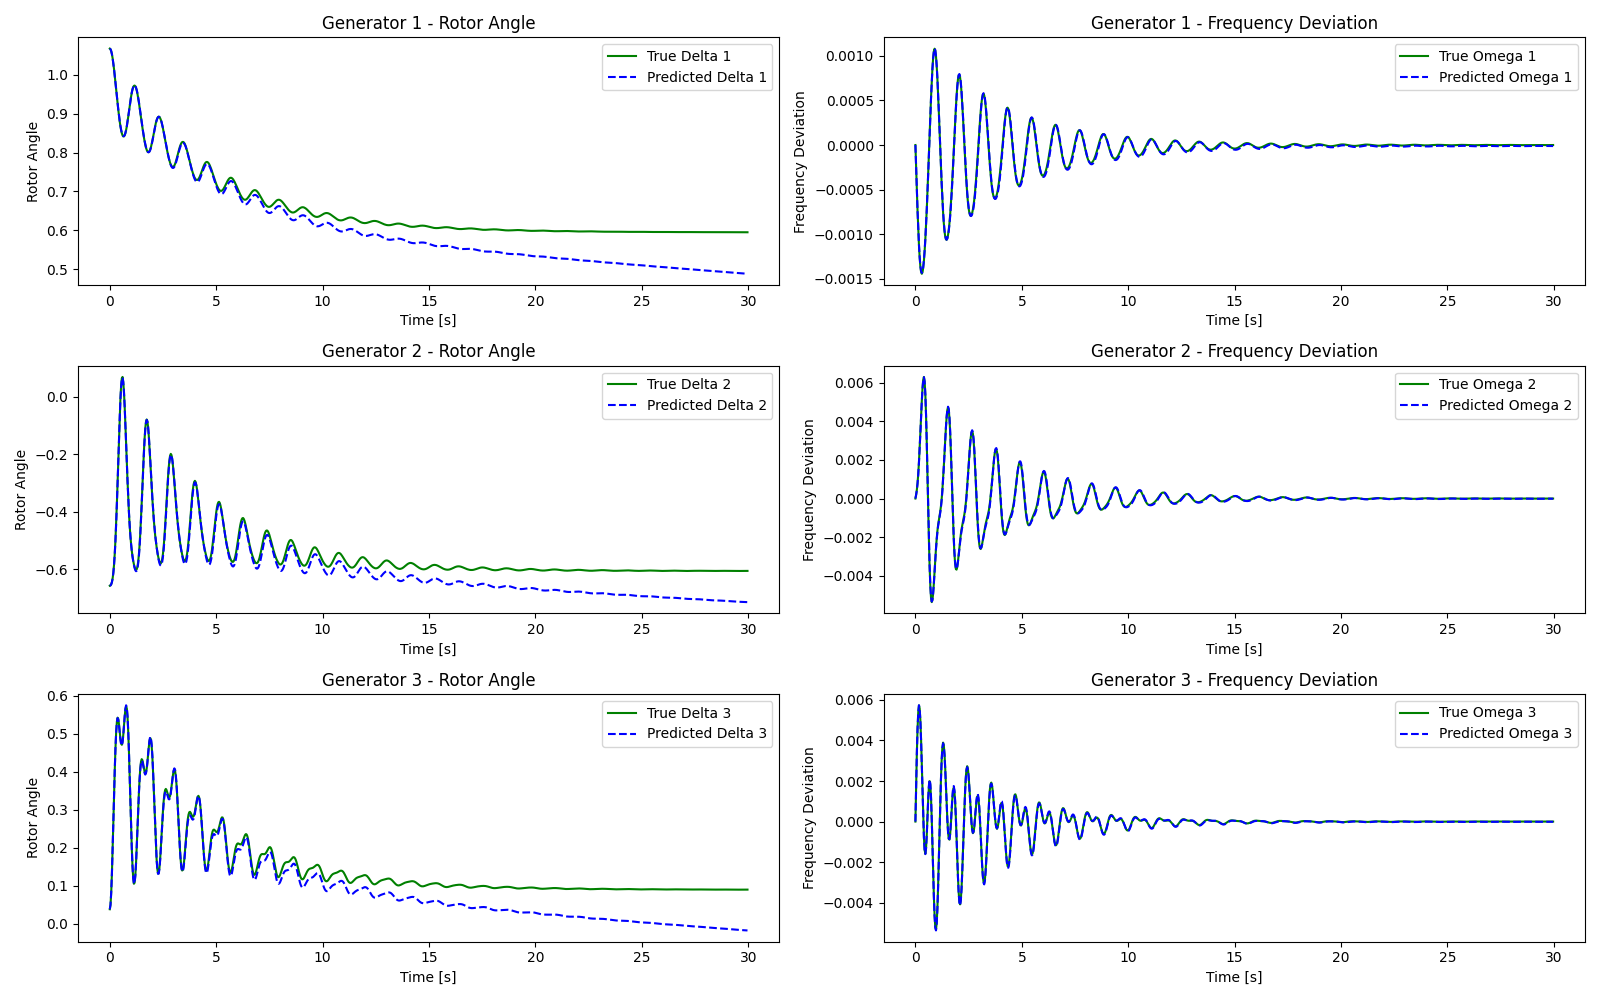 Generator 1 - Rotor Angle
True Delta 1
Predicted Delta 1
Rotor Angle
1.0
0.9
0.8
0.7
0.6
0.5
0 5 10 15 20 25 30
Time [s]
Generator 1 - Frequency Deviation
True Omega 1
Predicted Omega 1
Frequency Deviation
0.0010
0.0005
0.0000
−0.0005
−0.0010
−0.0015
0 5 10 15 20 25 30
Time [s]
Generator 2 - Rotor Angle
True Delta 2
Predicted Delta 2
Rotor Angle
0.0
−0.2
−0.4
−0.6
0 5 10 15 20 25 30
Time [s]
Generator 2 - Frequency Deviation
True Omega 2
Predicted Omega 2
Frequency Deviation
0.006
0.004
0.002
0.000
−0.002
−0.004
0 5 10 15 20 25 30
Time [s]
Generator 3 - Rotor Angle
True Delta 3
Predicted Delta 3
Rotor Angle
0.6
0.5
0.4
0.3
0.2
0.1
0.0
0 5 10 15 20 25 30
Time [s]
Generator 3 - Frequency Deviation
True Omega 3
Predicted Omega 3
Frequency Deviation
0.006
0.004
0.002
0.000
−0.002
−0.004
0 5 10 15 20 25 30
Time [s]